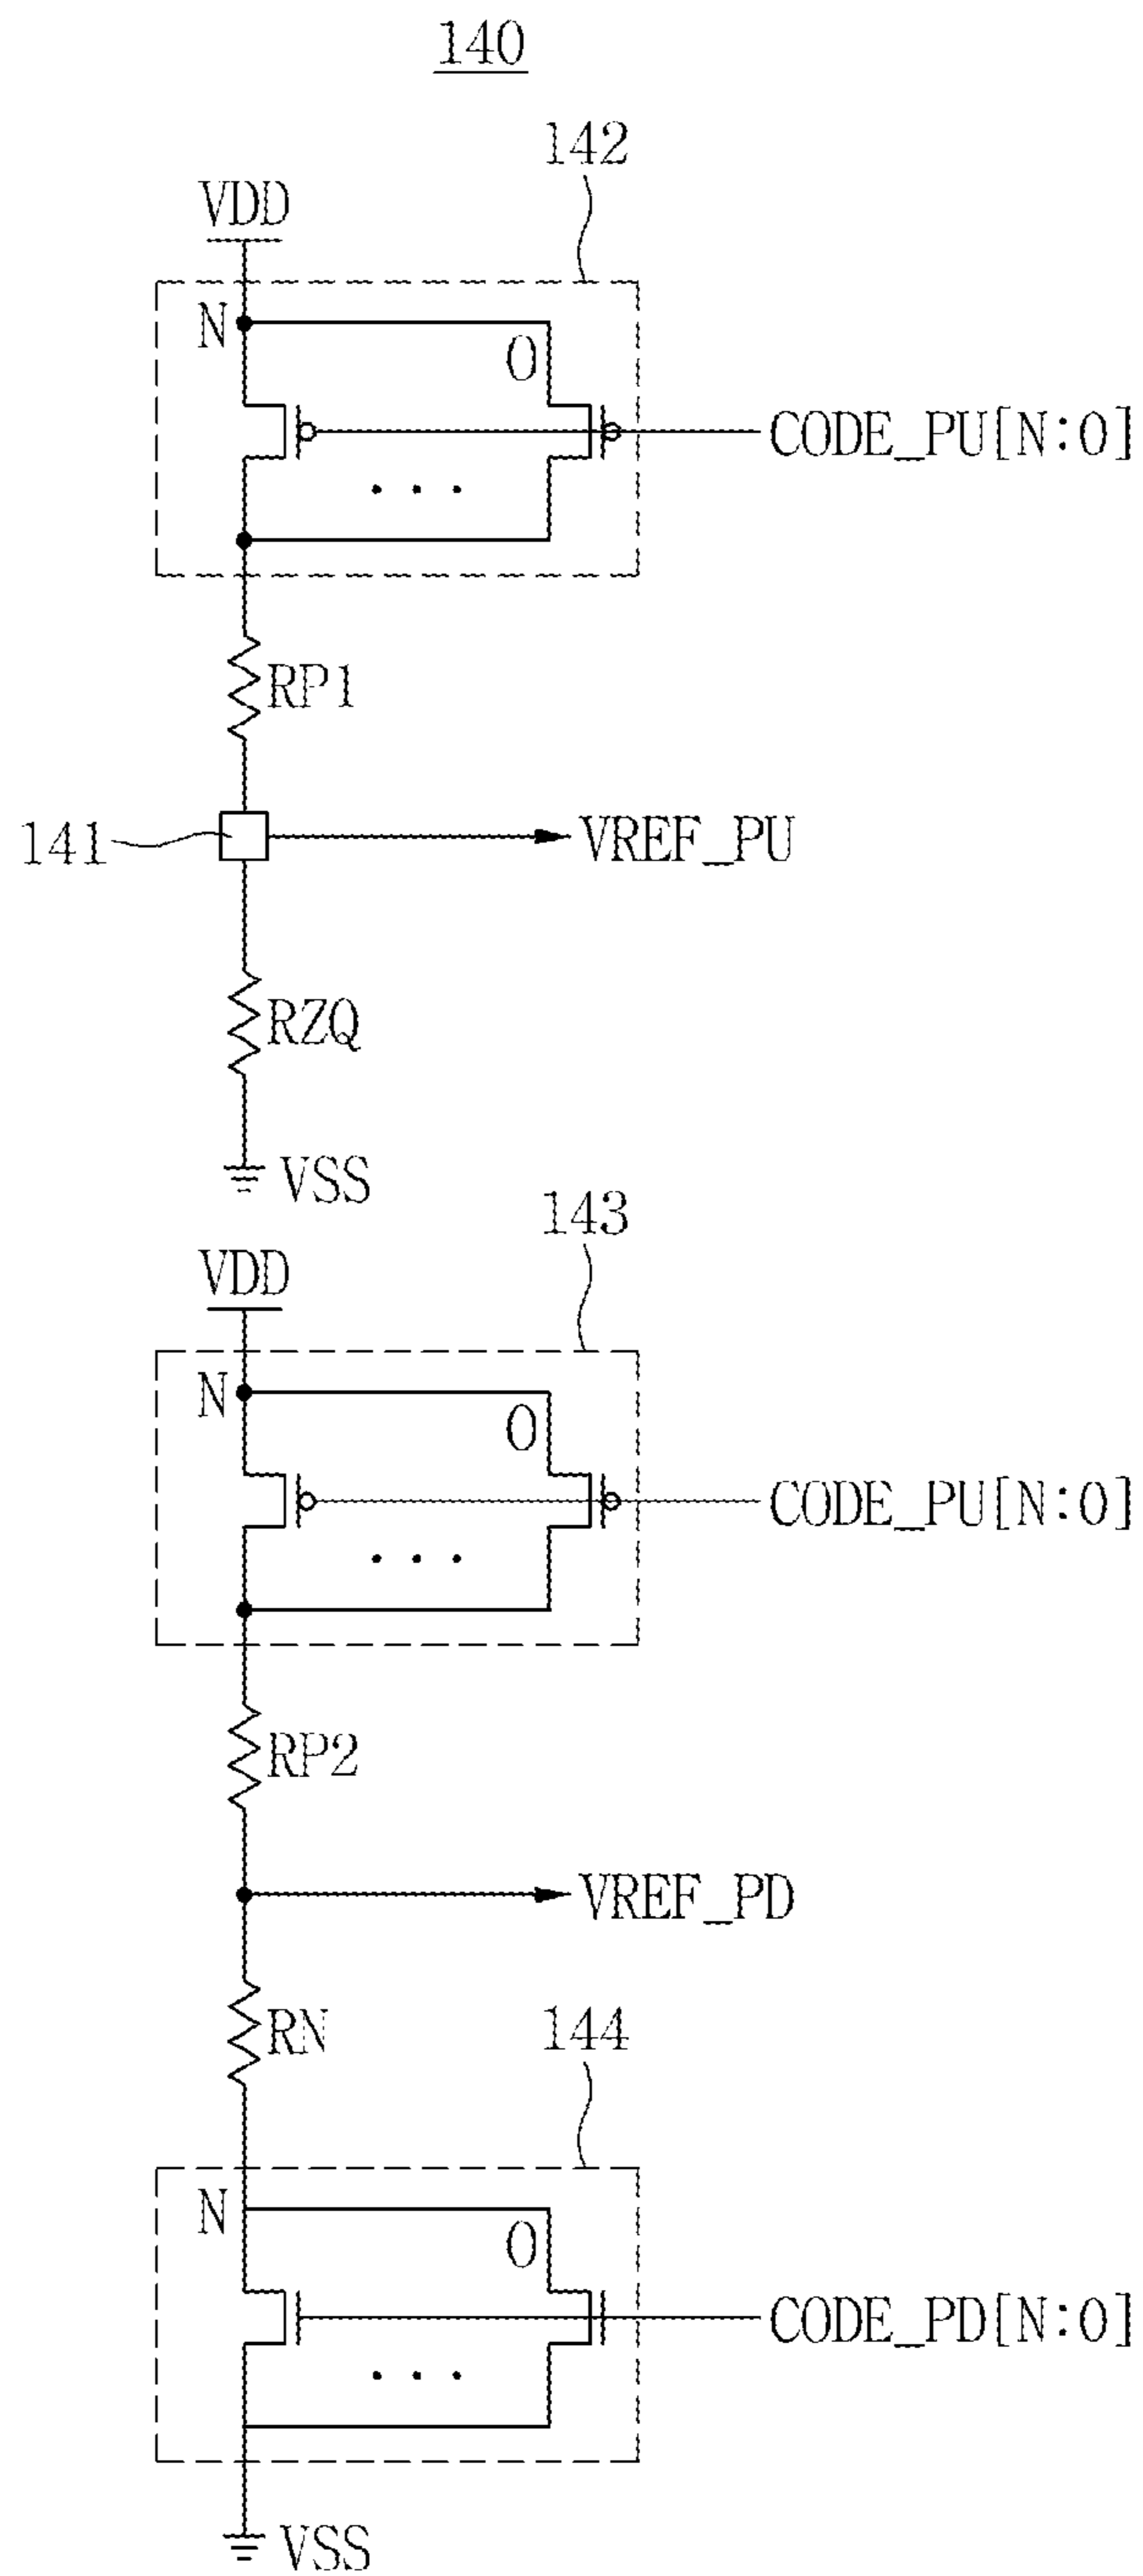 140
142
VDD
N
0
CODE_PU[N:0]
RP1
141
VREF_PU
RZQ
VSS
143
VDD
N
0
CODE_PU[N:0]
RP2
VREF_PD
RN
144
N
0
CODE_PD[N:0]
VSS